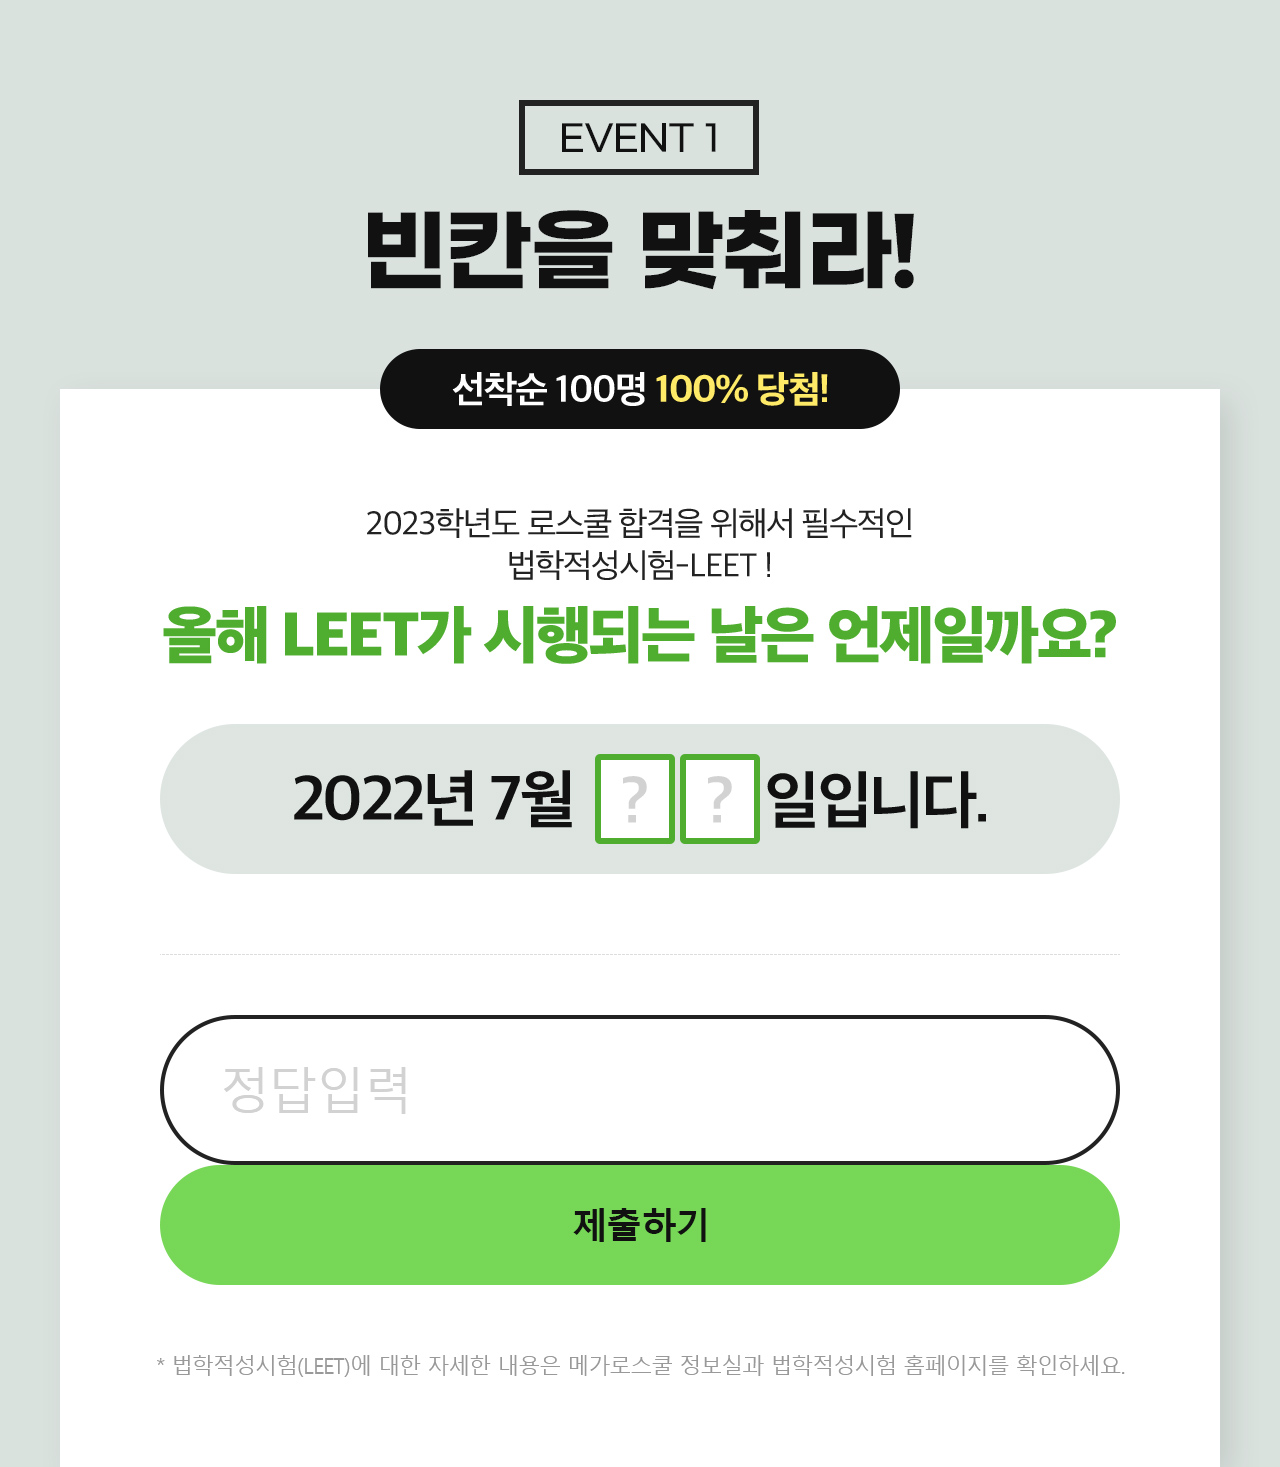 EVENT 1
빈칸을 맞춰라!
선착순 100명 100% 당첨!
2023학년도 로스쿨 합격을 위해서 필수적인
법학적성시험-LEET !
올해 LEET가 시행되는 날은 언제일까요?
2022년 7월 ? ? 일입니다.
정답입력
제출하기
* 법학적성시험(LEET)에 대한 자세한 내용은 메가로스쿨 정보실과 법학적성시험 홈페이지를 확인하세요.